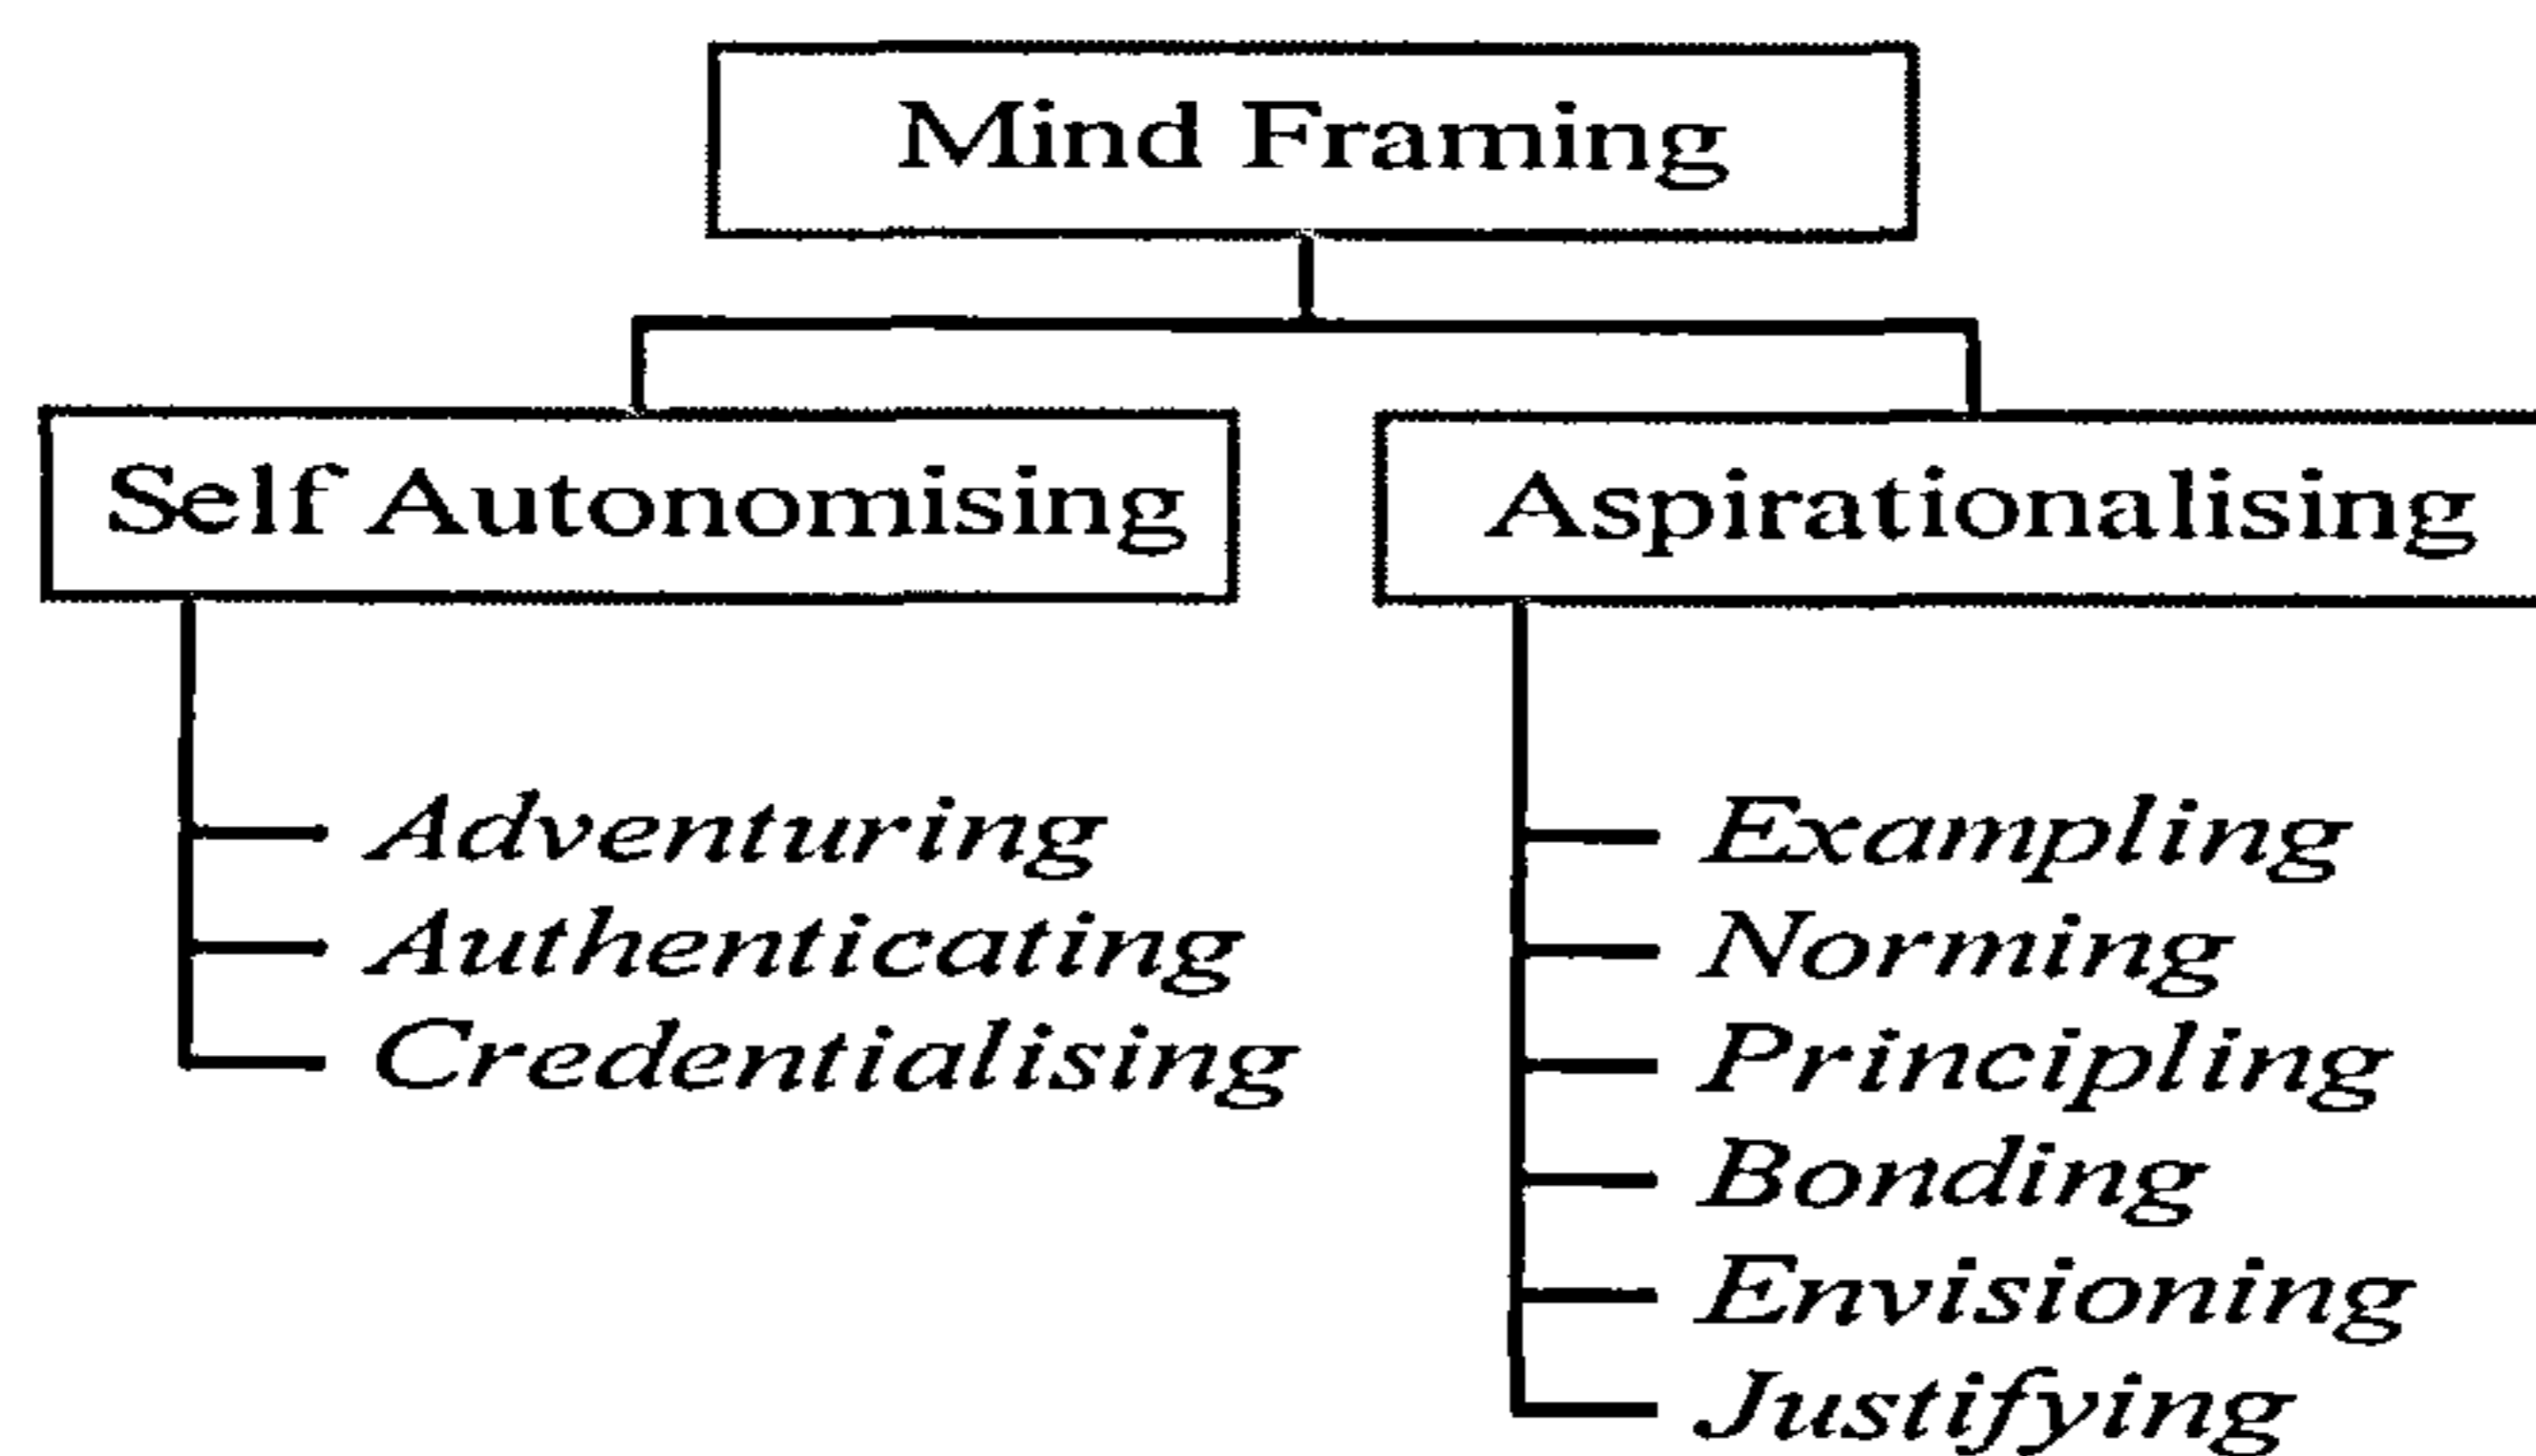 Mind Framing
Self Autonomising
Aspirationalising
Adventuring
Authenticating
Credentialising
Exampling
Norming
Principling
Bonding
Envisioning
Justifying